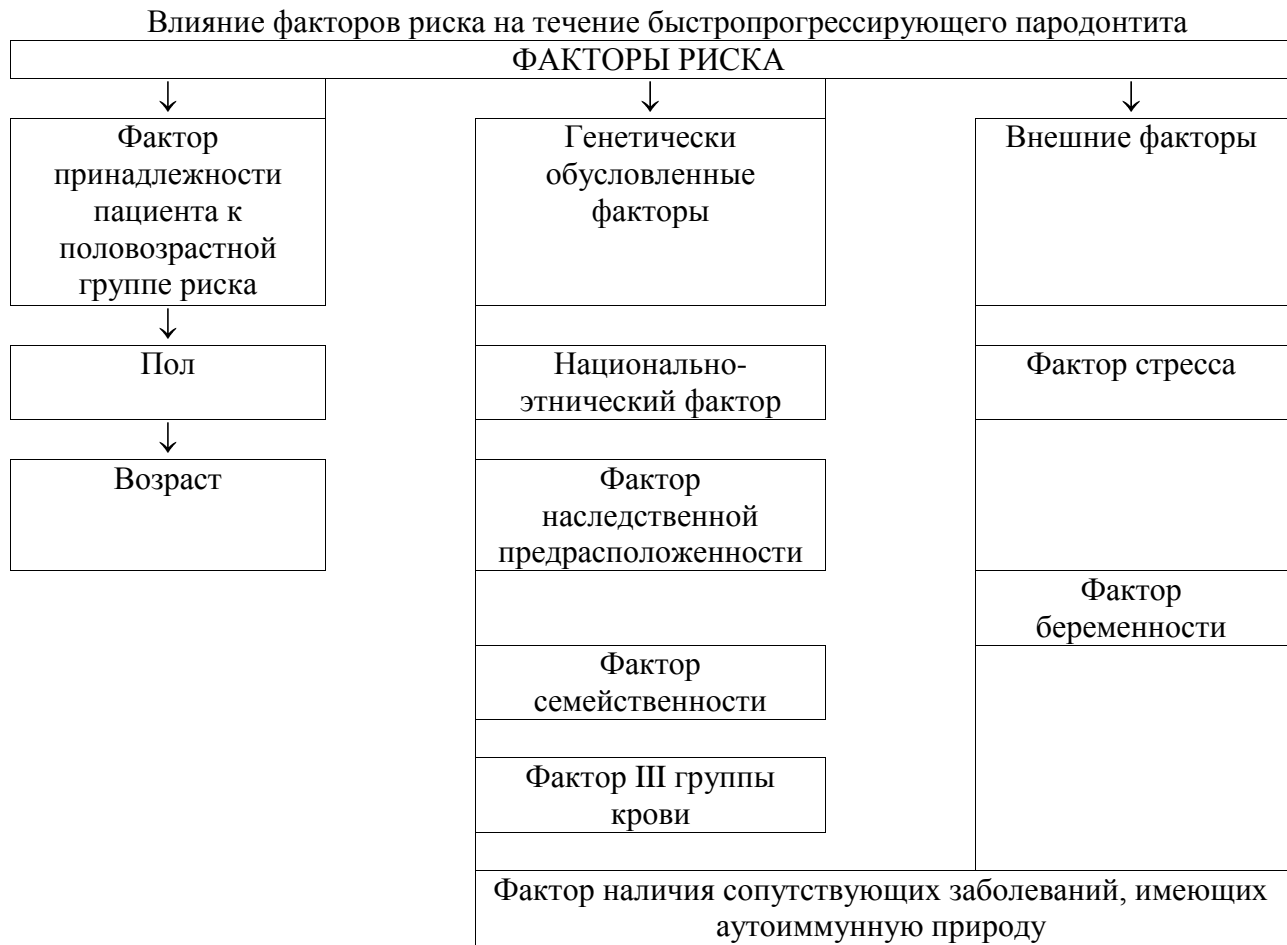 Влияние факторов риска на течение быстропрогрессирующего пародонтита
ФАКТОРЫ РИСКА
↓
↓
↓
Фактор
принадлежности
пациента к
половозрастной
группе риска
Генетически
обусловленные
факторы
Внешние факторы
↓
Пол
Национально-
этнический фактор
Фактор стресса
↓
Возраст
Фактор
наследственной
предрасположенности
Фактор
беременности
Фактор
семейственности
Фактор III группы
крови
Фактор наличия сопутствующих заболеваний, имеющих
аутоиммунную природу